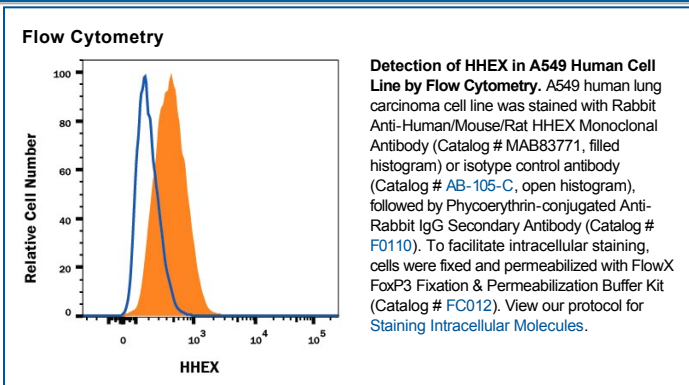 Flow Cytometry
Relative Cell Number
100
80
60
40
20
0
0
10³
10⁴
10⁵
HHEX
Detection of HHEX in A549 Human Cell
Line by Flow Cytometry. A549 human lung
carcinoma cell line was stained with Rabbit
Anti-Human/Mouse/Rat HHEX Monoclonal
Antibody (Catalog # MAB83771, filled
histogram) or isotype control antibody
(Catalog # AB-105-C, open histogram),
followed by Phycoerythrin-conjugated Anti-
Rabbit IgG Secondary Antibody (Catalog #
F0110). To facilitate intracellular staining,
cells were fixed and permeabilized with FlowX
FoxP3 Fixation & Permeabilization Buffer Kit
(Catalog # FC012). View our protocol for
Staining Intracellular Molecules.